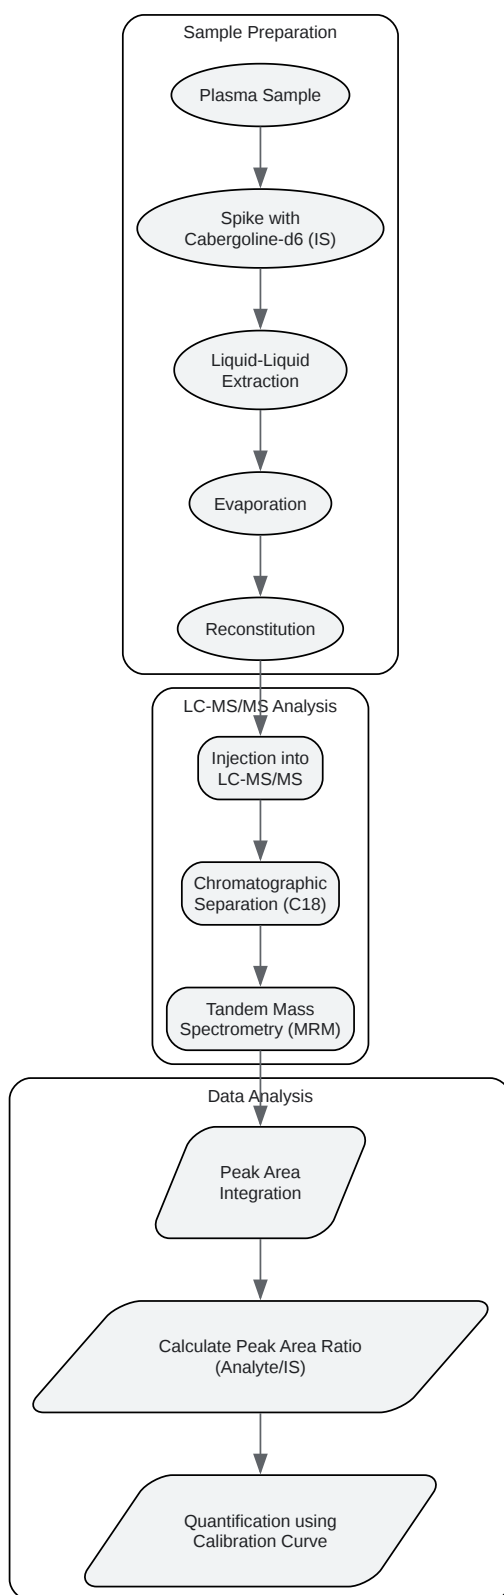 Sample Preparation
Plasma Sample
Spike with
Cabergoline-d6 (IS)
Liquid-Liquid
Extraction
Evaporation
Reconstitution
LC-MS/MS Analysis
Injection into
LC-MS/MS
Chromatographic
Separation (C18)
Tandem Mass
Spectrometry (MRM)
Data Analysis
Peak Area
Integration
Calculate Peak Area Ratio
(Analyte/IS)
Quantification using
Calibration Curve